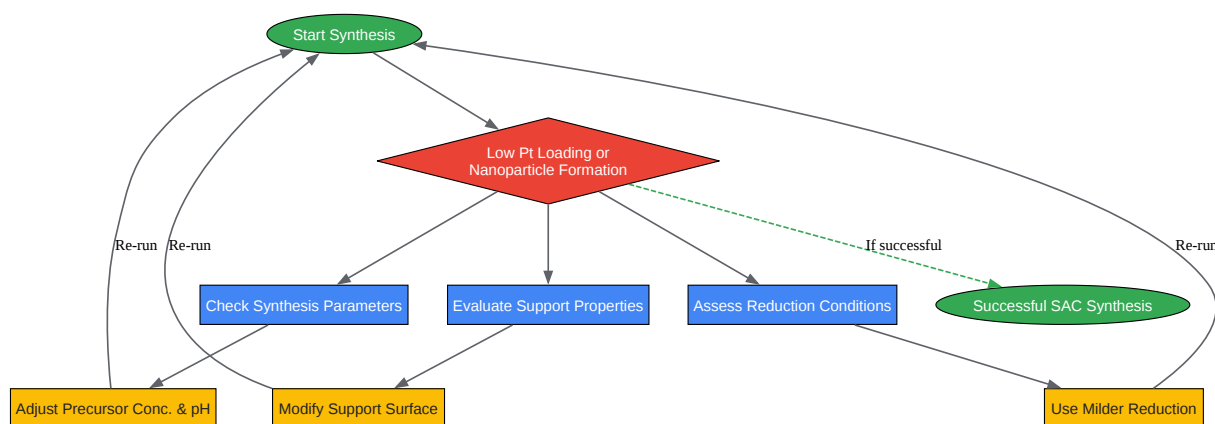 Start Synthesis
Low Pt Loading or
Nanoparticle Formation
Re-run
Re-run
If successful
Re-run
Check Synthesis Parameters
Evaluate Support Properties
Assess Reduction Conditions
Successful SAC Synthesis
Adjust Precursor Conc. & pH
Modify Support Surface
Use Milder Reduction